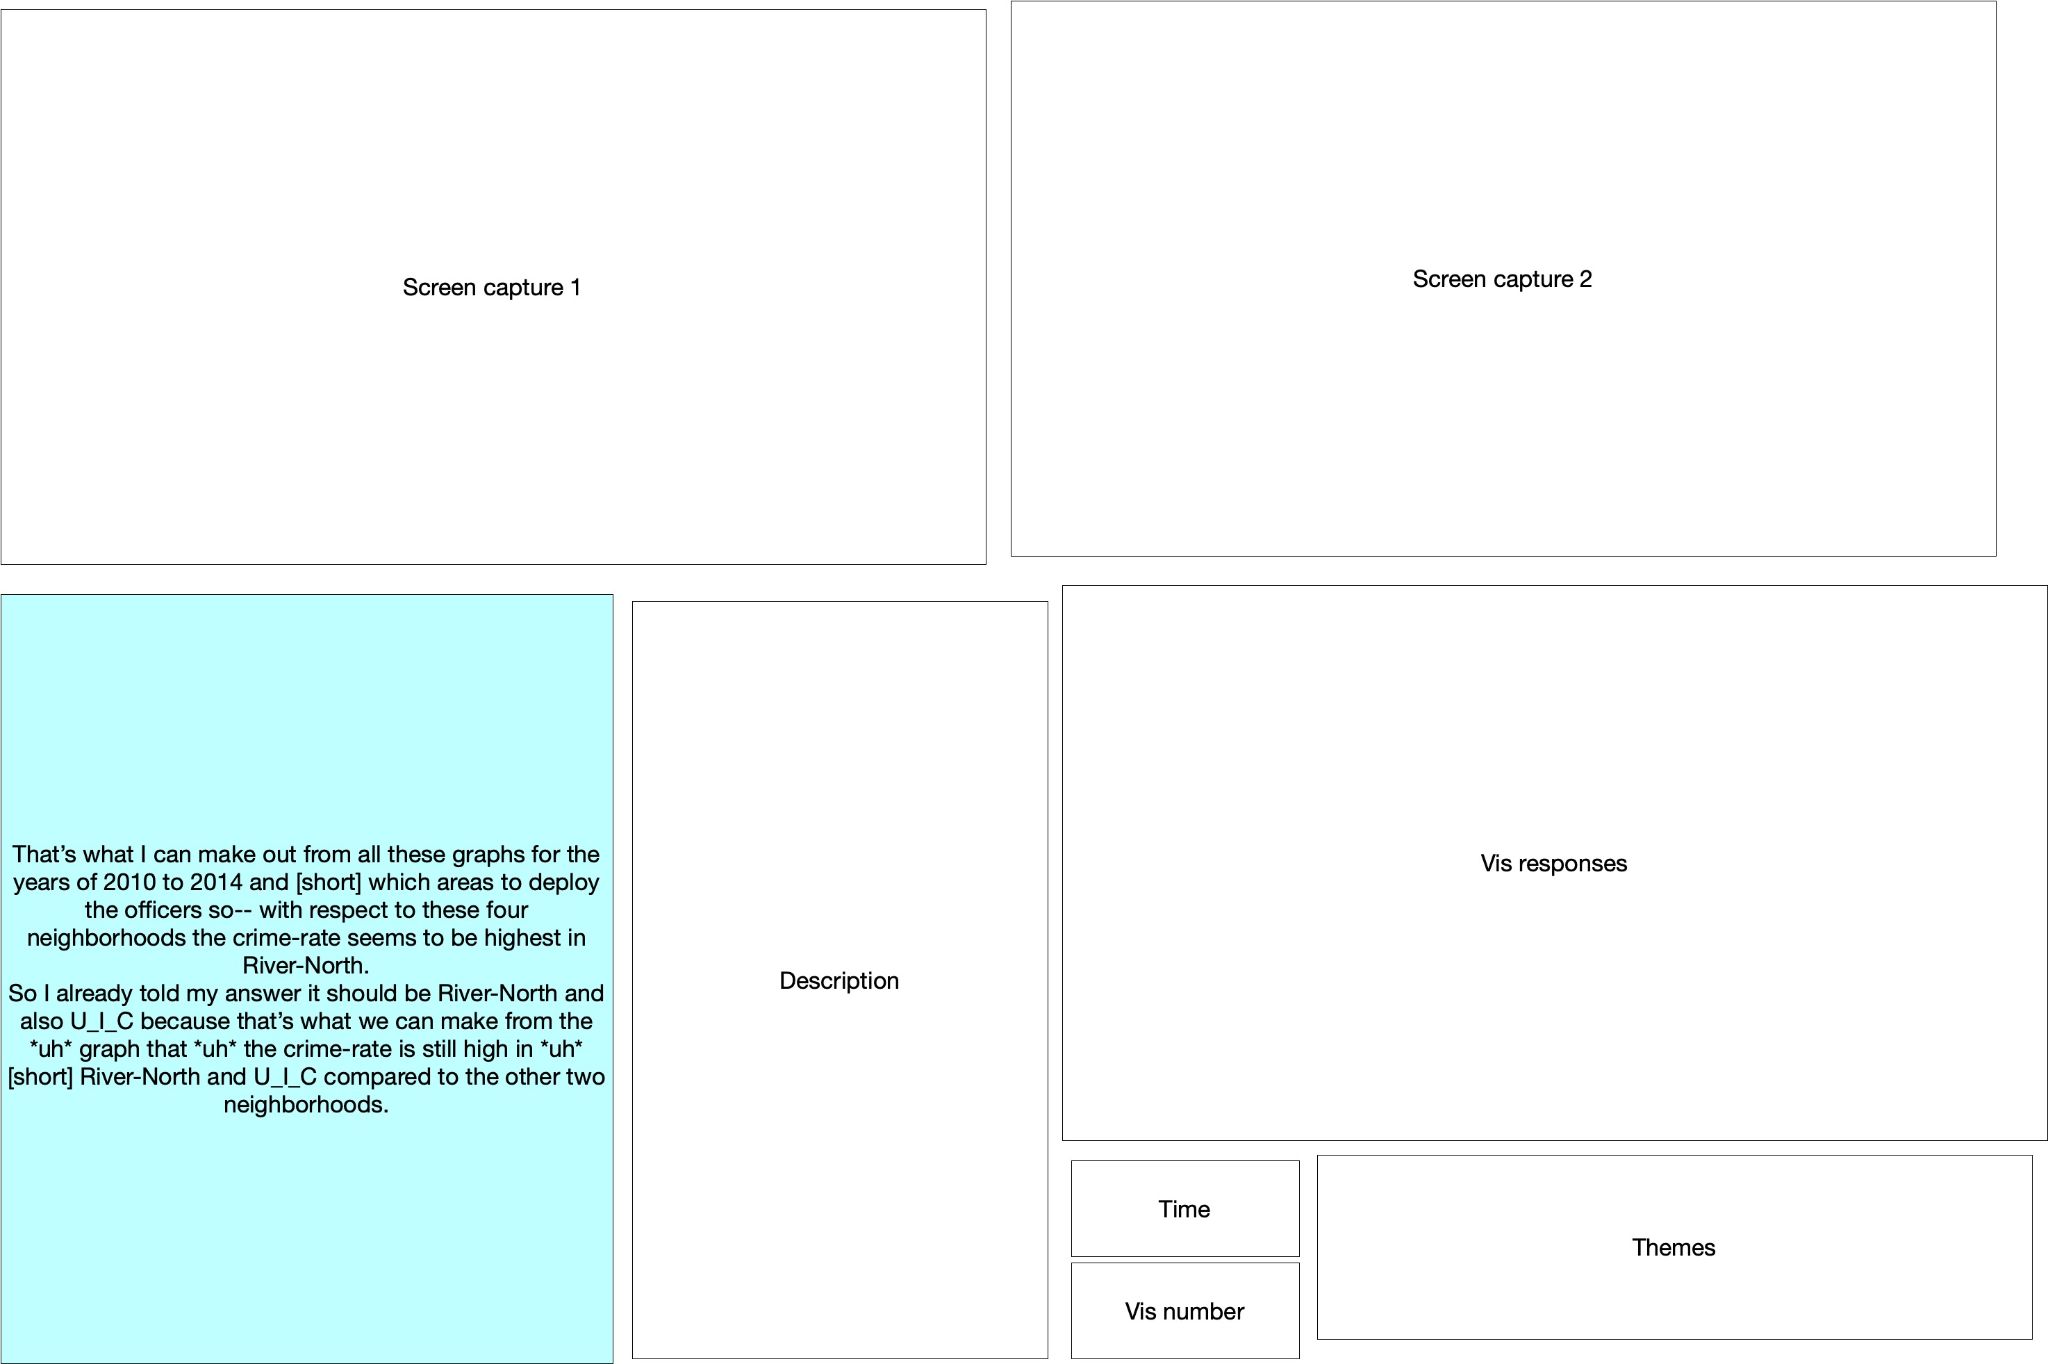 Screen capture 1
Screen capture 2
That’s what I can make out from all these graphs for the
years of 2010 to 2014 and [short] which areas to deploy
the officers so-- with respect to these four
neighborhoods the crime-rate seems to be highest in
River-North.
So I already told my answer it should be River-North and
also U_I_C because that’s what we can make from the
*uh* graph that *uh* the crime-rate is still high in *uh*
[short] River-North and U_I_C compared to the other two
neighborhoods.
Description
Vis responses
Time
Vis number
Themes